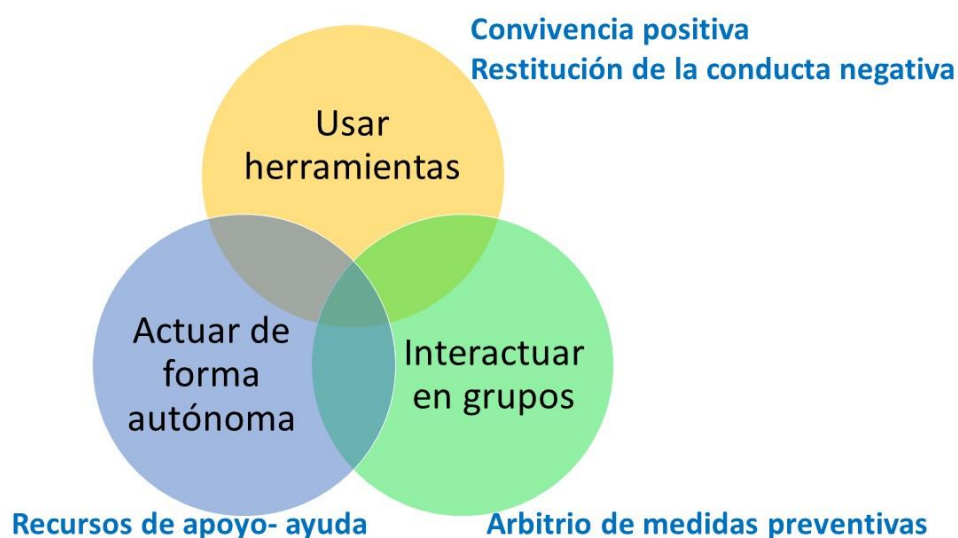 Convivencia positiva
Restitución de la conducta negativa
Usar
herramientas
Actuar de
forma
autónoma
Interactuar
en grupos
Recursos de apoyo- ayuda
Arbitrio de medidas preventivas